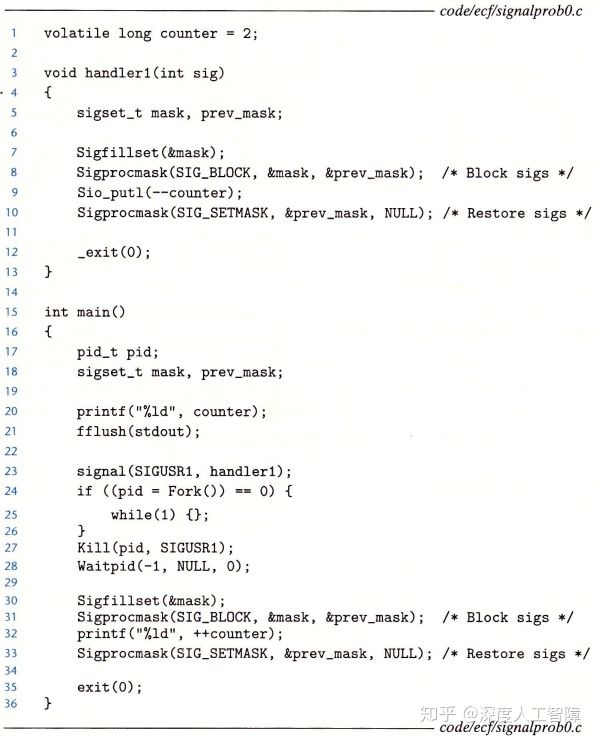 code/ecf/signalprob0.c
1 volatile long counter = 2;
2
3 void handler1(int sig)
4 {
5     sigset_t mask, prev_mask;
6
7     Sigfillset(&mask);
8     Sigprocmask(SIG_BLOCK, &mask, &prev_mask);  /* Block sigs */
9     Sio_putl(--counter);
10     Sigprocmask(SIG_SETMASK, &prev_mask, NULL); /* Restore sigs */
11
12     _exit(0);
13 }
14
15 int main()
16 {
17     pid_t pid;
18     sigset_t mask, prev_mask;
19
20     printf("%ld", counter);
21     fflush(stdout);
22
23     signal(SIGUSR1, handler1);
24     if ((pid = Fork()) == 0) {
25         while(1) {};
26     }
27     Kill(pid, SIGUSR1);
28     Waitpid(-1, NULL, 0);
29
30     Sigfillset(&mask);
31     Sigprocmask(SIG_BLOCK, &mask, &prev_mask);  /* Block sigs */
32     printf("%ld", ++counter);
33     Sigprocmask(SIG_SETMASK, &prev_mask, NULL); /* Restore sigs */
34
35     exit(0);
36 }
知乎 @深度人工智障
code/ecf/signalprob0.c